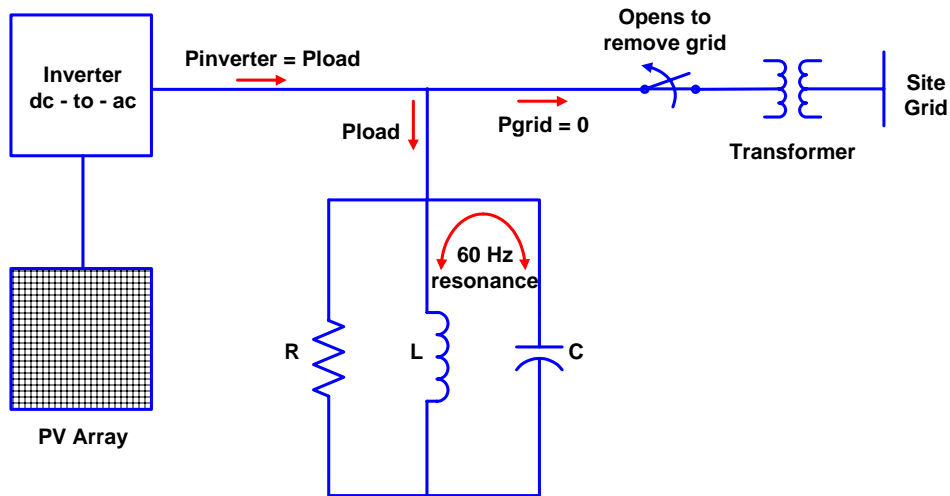 Opens to
remove grid
Pinverter = Pload
Inverter
dc - to - ac
Site
Grid
Pload
Pgrid = 0
Transformer
60 Hz
resonance
R
L
C
PV Array